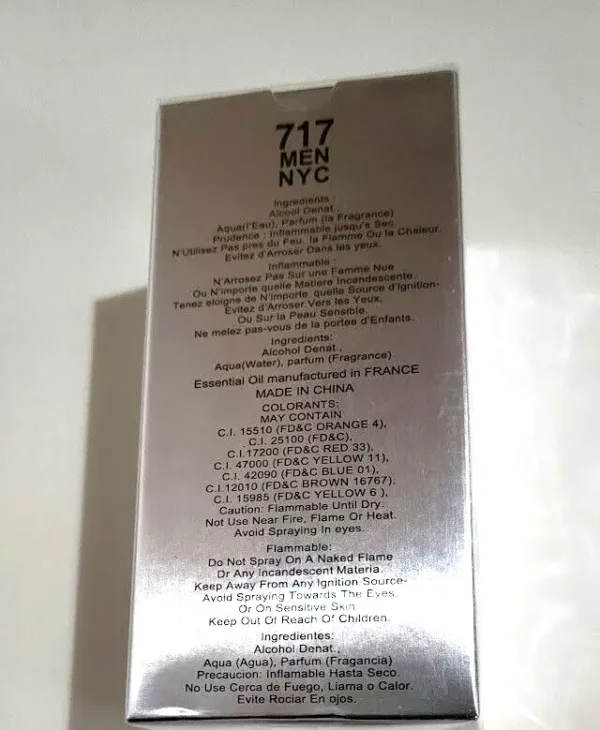 717
MEN
NYC
Ingredients :
Alcool Denat.,
Aqua(l'Eau), Parfum (la Fragrance)
Prudence : Inflammable jusqu's Sec.
N'Utilisez Pas pres du Feu, la Flamme Ou la Chaleur.
Evitez d'Arroser Dans les yeux.
Inflammable :
N'Arrosez Pas Sur une Famme Nue
Ou N'importe quelle Matiere Incandescente.
Tenez eloigne de N'Importe quelle Source d'Ignition-
Evitez d'Arroser Vers les Yeux,
Ou Sur la Peau Sensible.
Ne melez pas-vous de la portee d'Enfants.
Ingredients:
Alcohol Denat.,
Aqua(Water), parfum (Fragrance)
Essential Oil manufactured in FRANCE
MADE IN CHINA
COLORANTS:
MAY CONTAIN
C.I. 15510 (FD&C ORANGE 4),
C.I. 25100 (FD&C),
C.I.17200 (FD&C RED 33),
C.I. 47000 (FD&C YELLOW 11),
C.I. 42090 (FD&C BLUE 01),
C.I.12010 (FD&C BROWN 16767),
C.I. 15985 (FD&C YELLOW 6 ),
Caution: Flammable Until Dry.
Not Use Near Fire, Flame Or Heat.
Avoid Spraying In eyes.
Flammable:
Do Not Spray On A Naked Flame
Dr Any Incandescent Materia.
Keep Away From Any Ignition Source-
Avoid Spraying Towards The Eyes.
Or On Sensitive Skin
Keep Out Of Reach Of Children.
Ingredientes:
Alcohol Denat.,
Aqua (Agua), Parfum (Fragancia)
Precaucion: Inflamable Hasta Seco.
No Use Cerca de Fuego, Llama o Calor.
Evite Rociar En ojos.